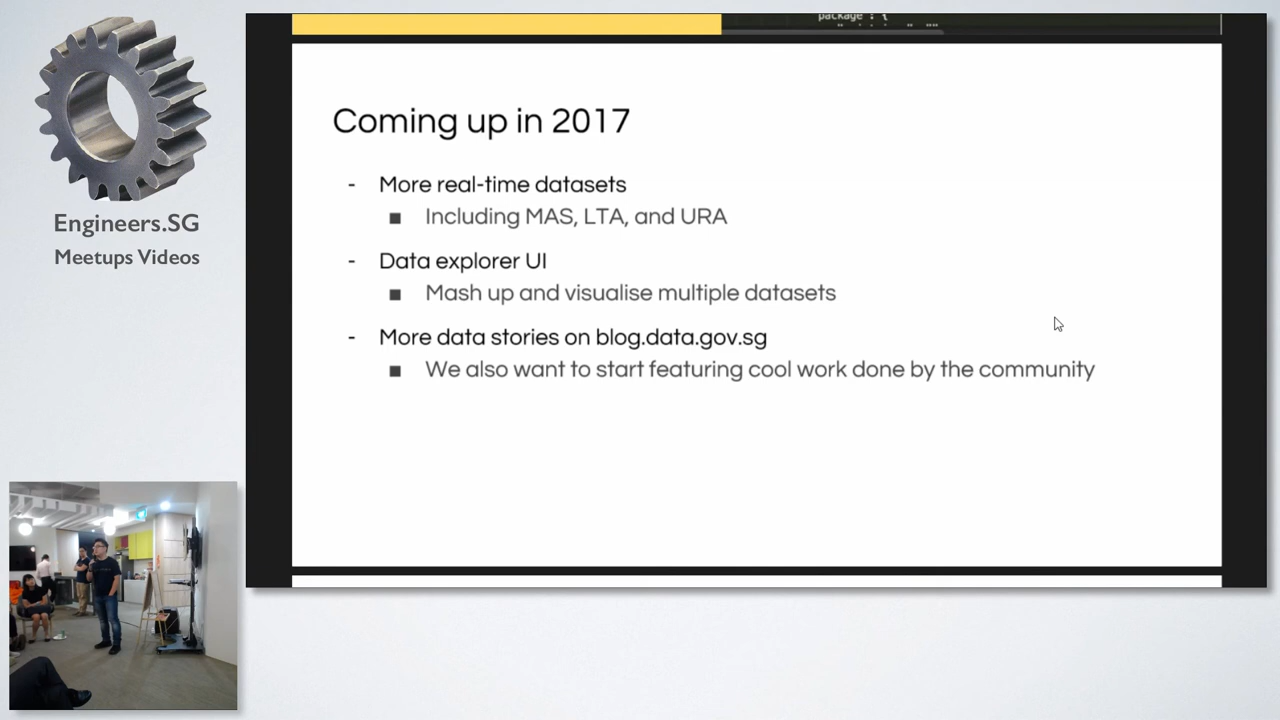 package : {
Coming up in 2017
- More real-time datasets
■ Including MAS, LTA, and URA
- Data explorer UI
■ Mash up and visualise multiple datasets
- More data stories on blog.data.gov.sg
■ We also want to start featuring cool work done by the community
Engineers.SG
Meetups Videos